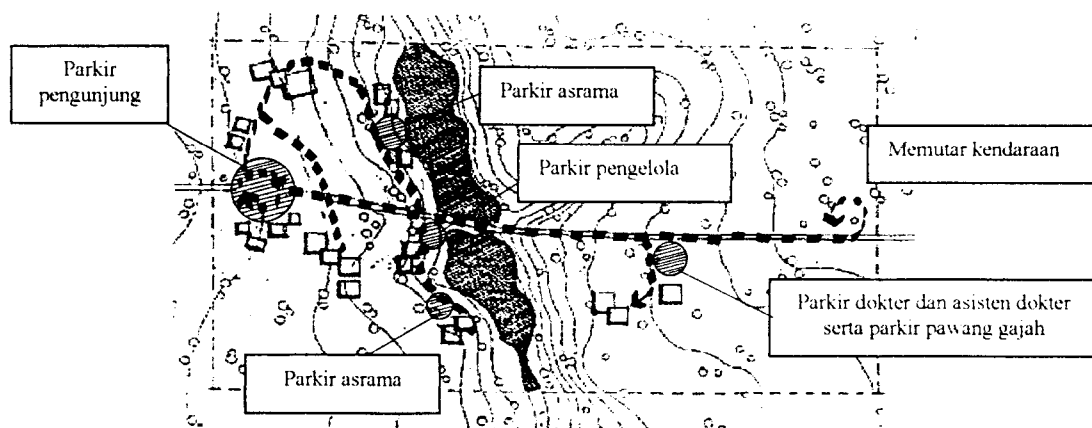 Parkir
pengunjung
Parkir asrama
Parkir pengelola
Memutar kendaraan
Parkir dokter dan asisten dokter
serta parkir pawang gajah
Parkir asrama